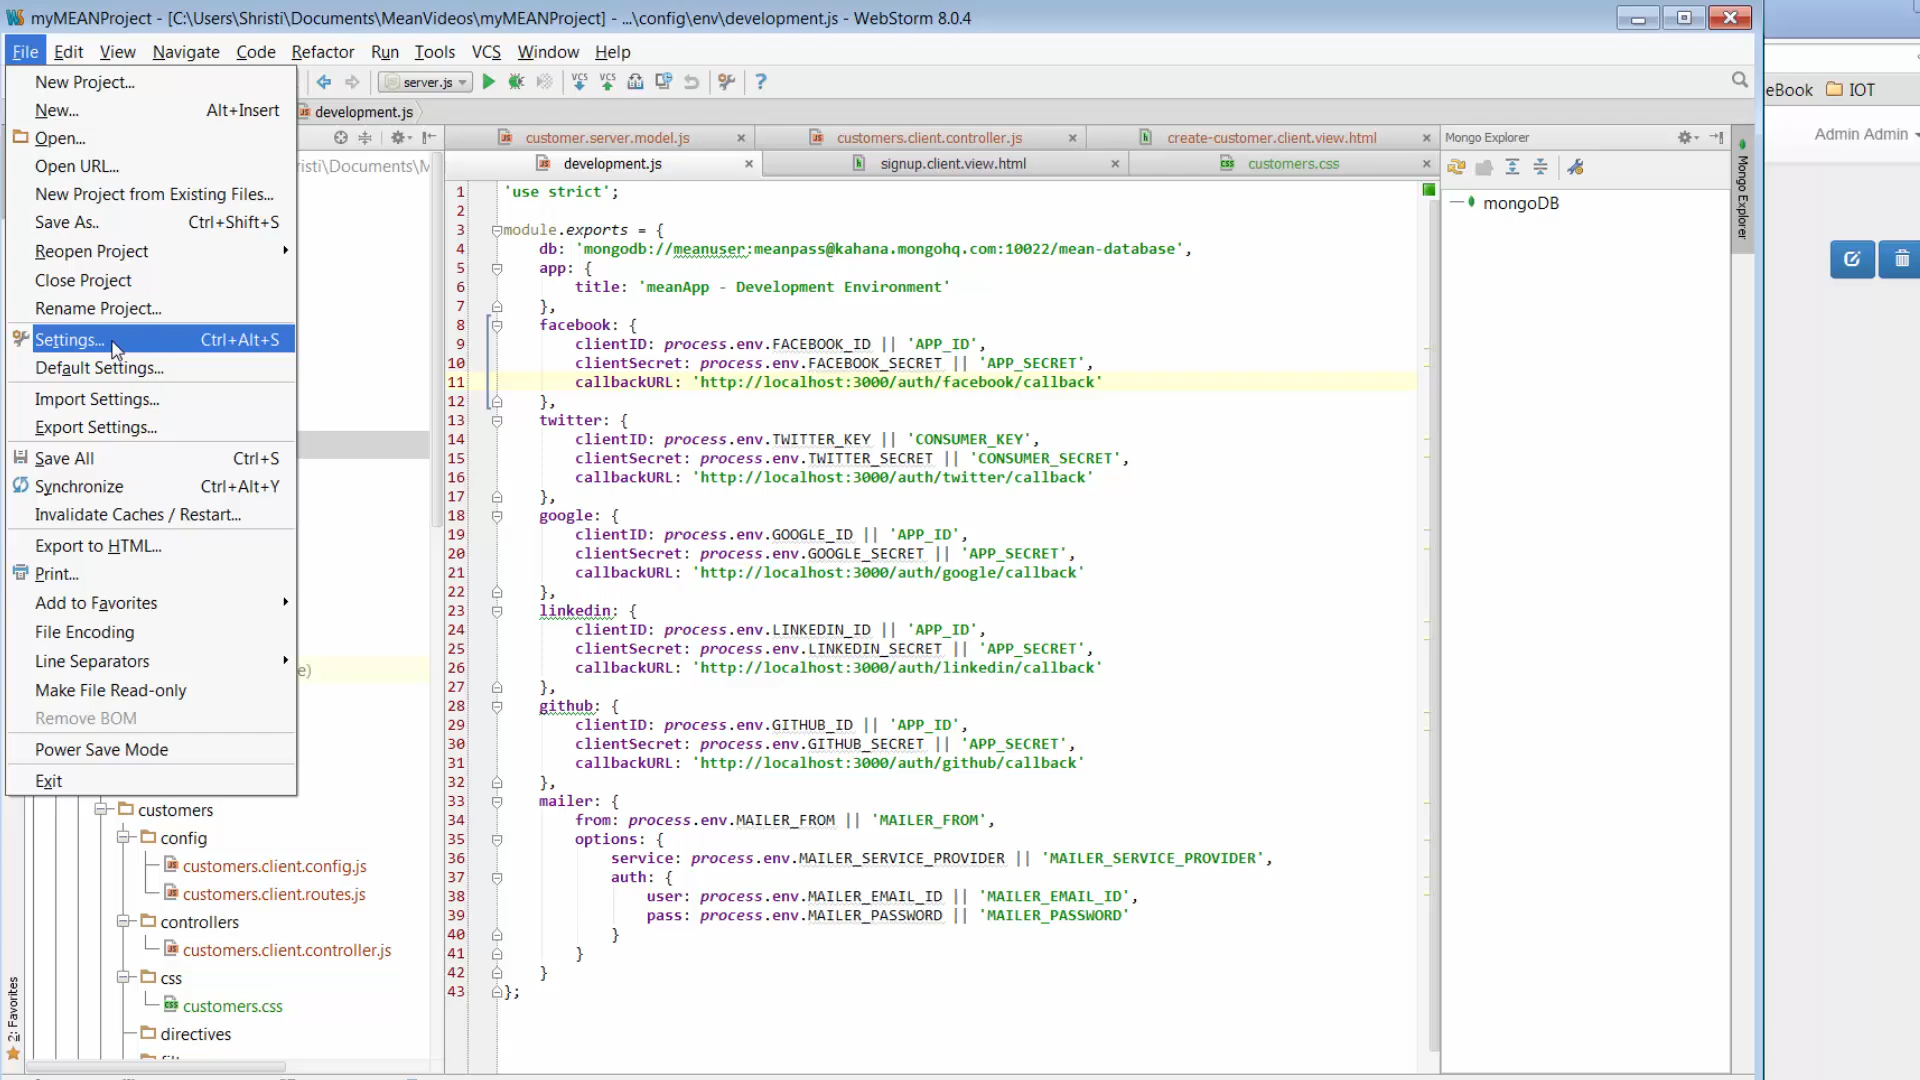 myMEANProject - [C:\Users\Shristi\Documents\MeanVideos\myMEANProject] - ...\config\env\development.js - WebStorm 8.0.4
File Edit View Navigate Code Refactor Run Tools VCS Window Help
server.js
eBook IOT
Admin Admin
development.js
New Project...
New... Alt+Insert
Open...
Open URL...
New Project from Existing Files...
Save As.. Ctrl+Shift+S
Reopen Project
Close Project
Rename Project...
Settings... Ctrl+Alt+S
Default Settings...
Import Settings...
Export Settings...
Save All Ctrl+S
Synchronize Ctrl+Alt+Y
Invalidate Caches / Restart...
Export to HTML...
Print...
Add to Favorites
File Encoding
Line Separators
Make File Read-only
Remove BOM
Power Save Mode
Exit
risti\Documents\M
e)
customers
config
customers.client.config.js
customers.client.routes.js
controllers
customers.client.controller.js
css
customers.css
directives
2: Favorites
customer.server.model.js customers.client.controller.js create-customer.client.view.html
development.js signup.client.view.html customers.css
1 'use strict';
2
3 module.exports = {
4 db: 'mongodb://meanuser:meanpass@kahana.mongohq.com:10022/mean-database',
5 app: {
6 title: 'meanApp - Development Environment'
7 },
8 facebook: {
9 clientID: process.env.FACEBOOK_ID || 'APP_ID',
10 clientSecret: process.env.FACEBOOK_SECRET || 'APP_SECRET',
11 callbackURL: 'http://localhost:3000/auth/facebook/callback'
12 },
13 twitter: {
14 clientID: process.env.TWITTER_KEY || 'CONSUMER_KEY',
15 clientSecret: process.env.TWITTER_SECRET || 'CONSUMER_SECRET',
16 callbackURL: 'http://localhost:3000/auth/twitter/callback'
17 },
18 google: {
19 clientID: process.env.GOOGLE_ID || 'APP_ID',
20 clientSecret: process.env.GOOGLE_SECRET || 'APP_SECRET',
21 callbackURL: 'http://localhost:3000/auth/google/callback'
22 },
23 linkedin: {
24 clientID: process.env.LINKEDIN_ID || 'APP_ID',
25 clientSecret: process.env.LINKEDIN_SECRET || 'APP_SECRET',
26 callbackURL: 'http://localhost:3000/auth/linkedin/callback'
27 },
28 github: {
29 clientID: process.env.GITHUB_ID || 'APP_ID',
30 clientSecret: process.env.GITHUB_SECRET || 'APP_SECRET',
31 callbackURL: 'http://localhost:3000/auth/github/callback'
32 },
33 mailer: {
34 from: process.env.MAILER_FROM || 'MAILER_FROM',
35 options: {
36 service: process.env.MAILER_SERVICE_PROVIDER || 'MAILER_SERVICE_PROVIDER',
37 auth: {
38 user: process.env.MAILER_EMAIL_ID || 'MAILER_EMAIL_ID',
39 pass: process.env.MAILER_PASSWORD || 'MAILER_PASSWORD'
40 }
41 }
42 }
43 };
Mongo Explorer
mongoDB
Mongo Explorer